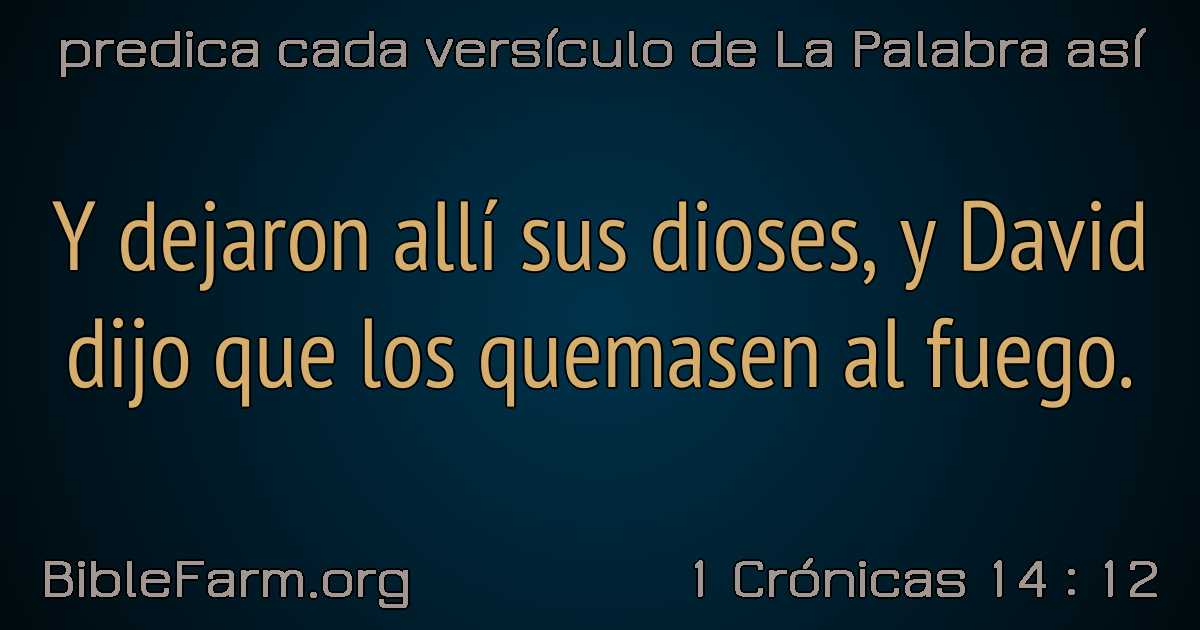 predica cada versículo de La Palabra así
Y dejaron allí sus dioses, y David
dijo que los quemasen al fuego.
BibleFarm.org
1 Crónicas 14 : 12